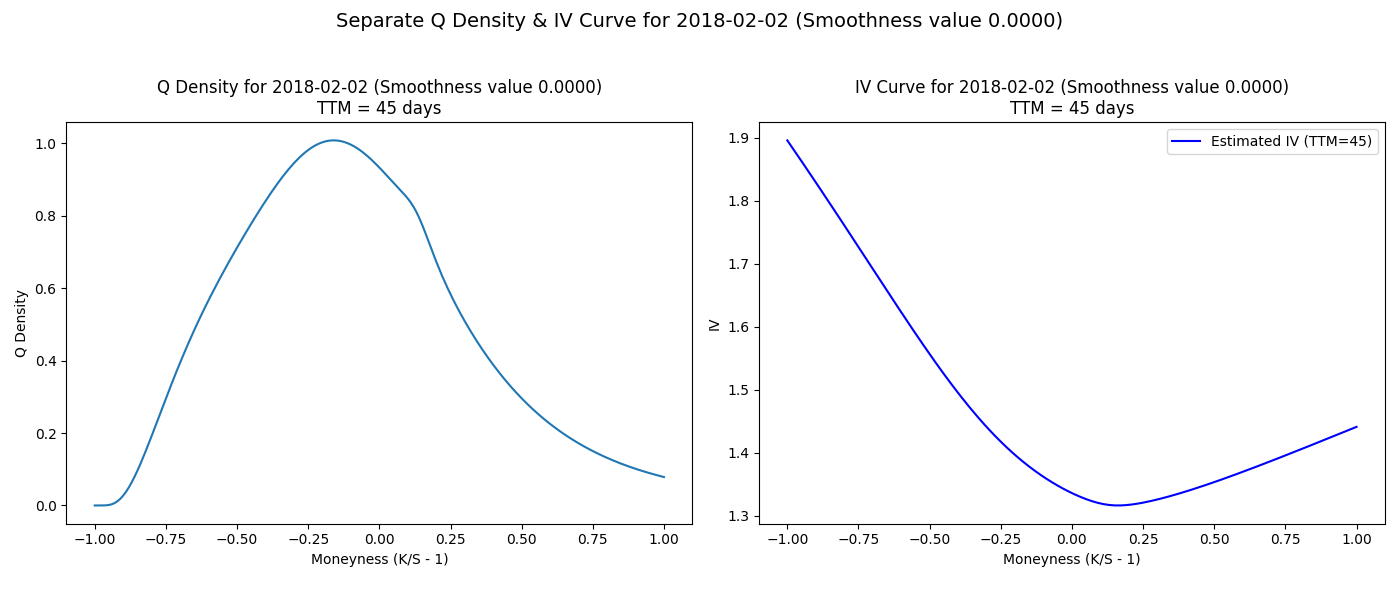 Separate Q Density & IV Curve for 2018-02-02 (Smoothness value 0.0000)
Q Density for 2018-02-02 (Smoothness value 0.0000)
TTM = 45 days
1.0
0.8
0.6
0.4
0.2
0.0
Q Density
−1.00 −0.75 −0.50 −0.25 0.00 0.25 0.50 0.75 1.00
Moneyness (K/S - 1)
IV Curve for 2018-02-02 (Smoothness value 0.0000)
TTM = 45 days
Estimated IV (TTM=45)
1.9
1.8
1.7
1.6
1.5
1.4
1.3
IV
−1.00 −0.75 −0.50 −0.25 0.00 0.25 0.50 0.75 1.00
Moneyness (K/S - 1)